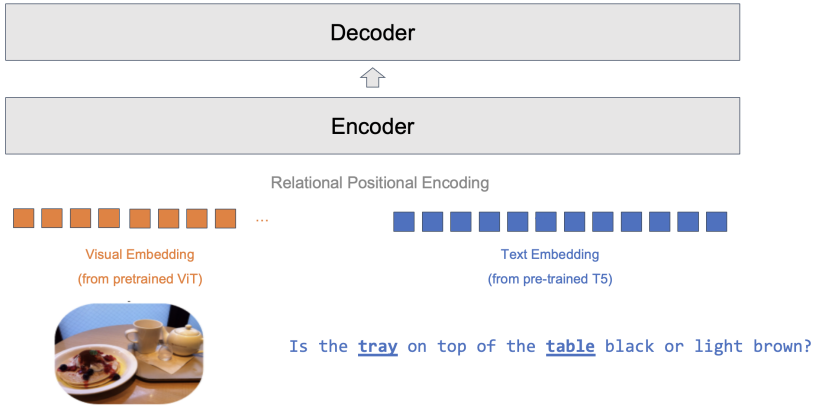 Decoder
Encoder
Relational Positional Encoding
...
Visual Embedding
(from pretrained ViT)
Text Embedding
(from pre-trained T5)
Is the tray on top of the table black or light brown?